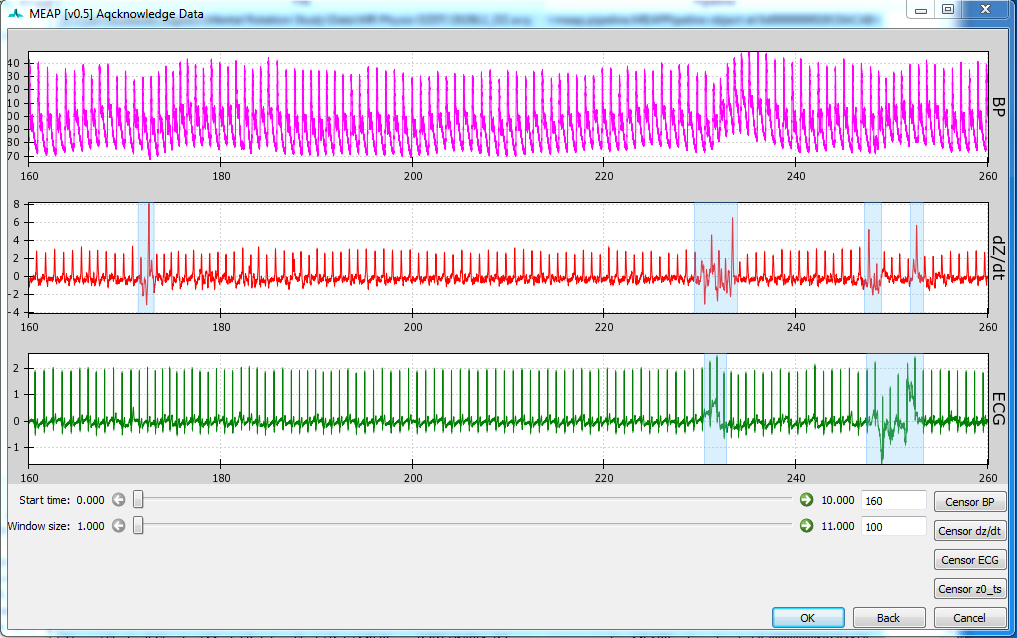 MEAP [v0.5] Aqcknowledge Data
40
30
20
10
00
90
80
70
160 180 200 220 240 260
BP
8
6
4
2
0
-2
-4
160 180 200 220 240 260
dZ/dt
2
1
0
-1
160 180 200 220 240 260
ECG
Start time: 0.000 10.000 160 Censor BP
Window size: 1.000 11.000 100 Censor dz/dt
Censor ECG
Censor z0_ts
OK Back Cancel